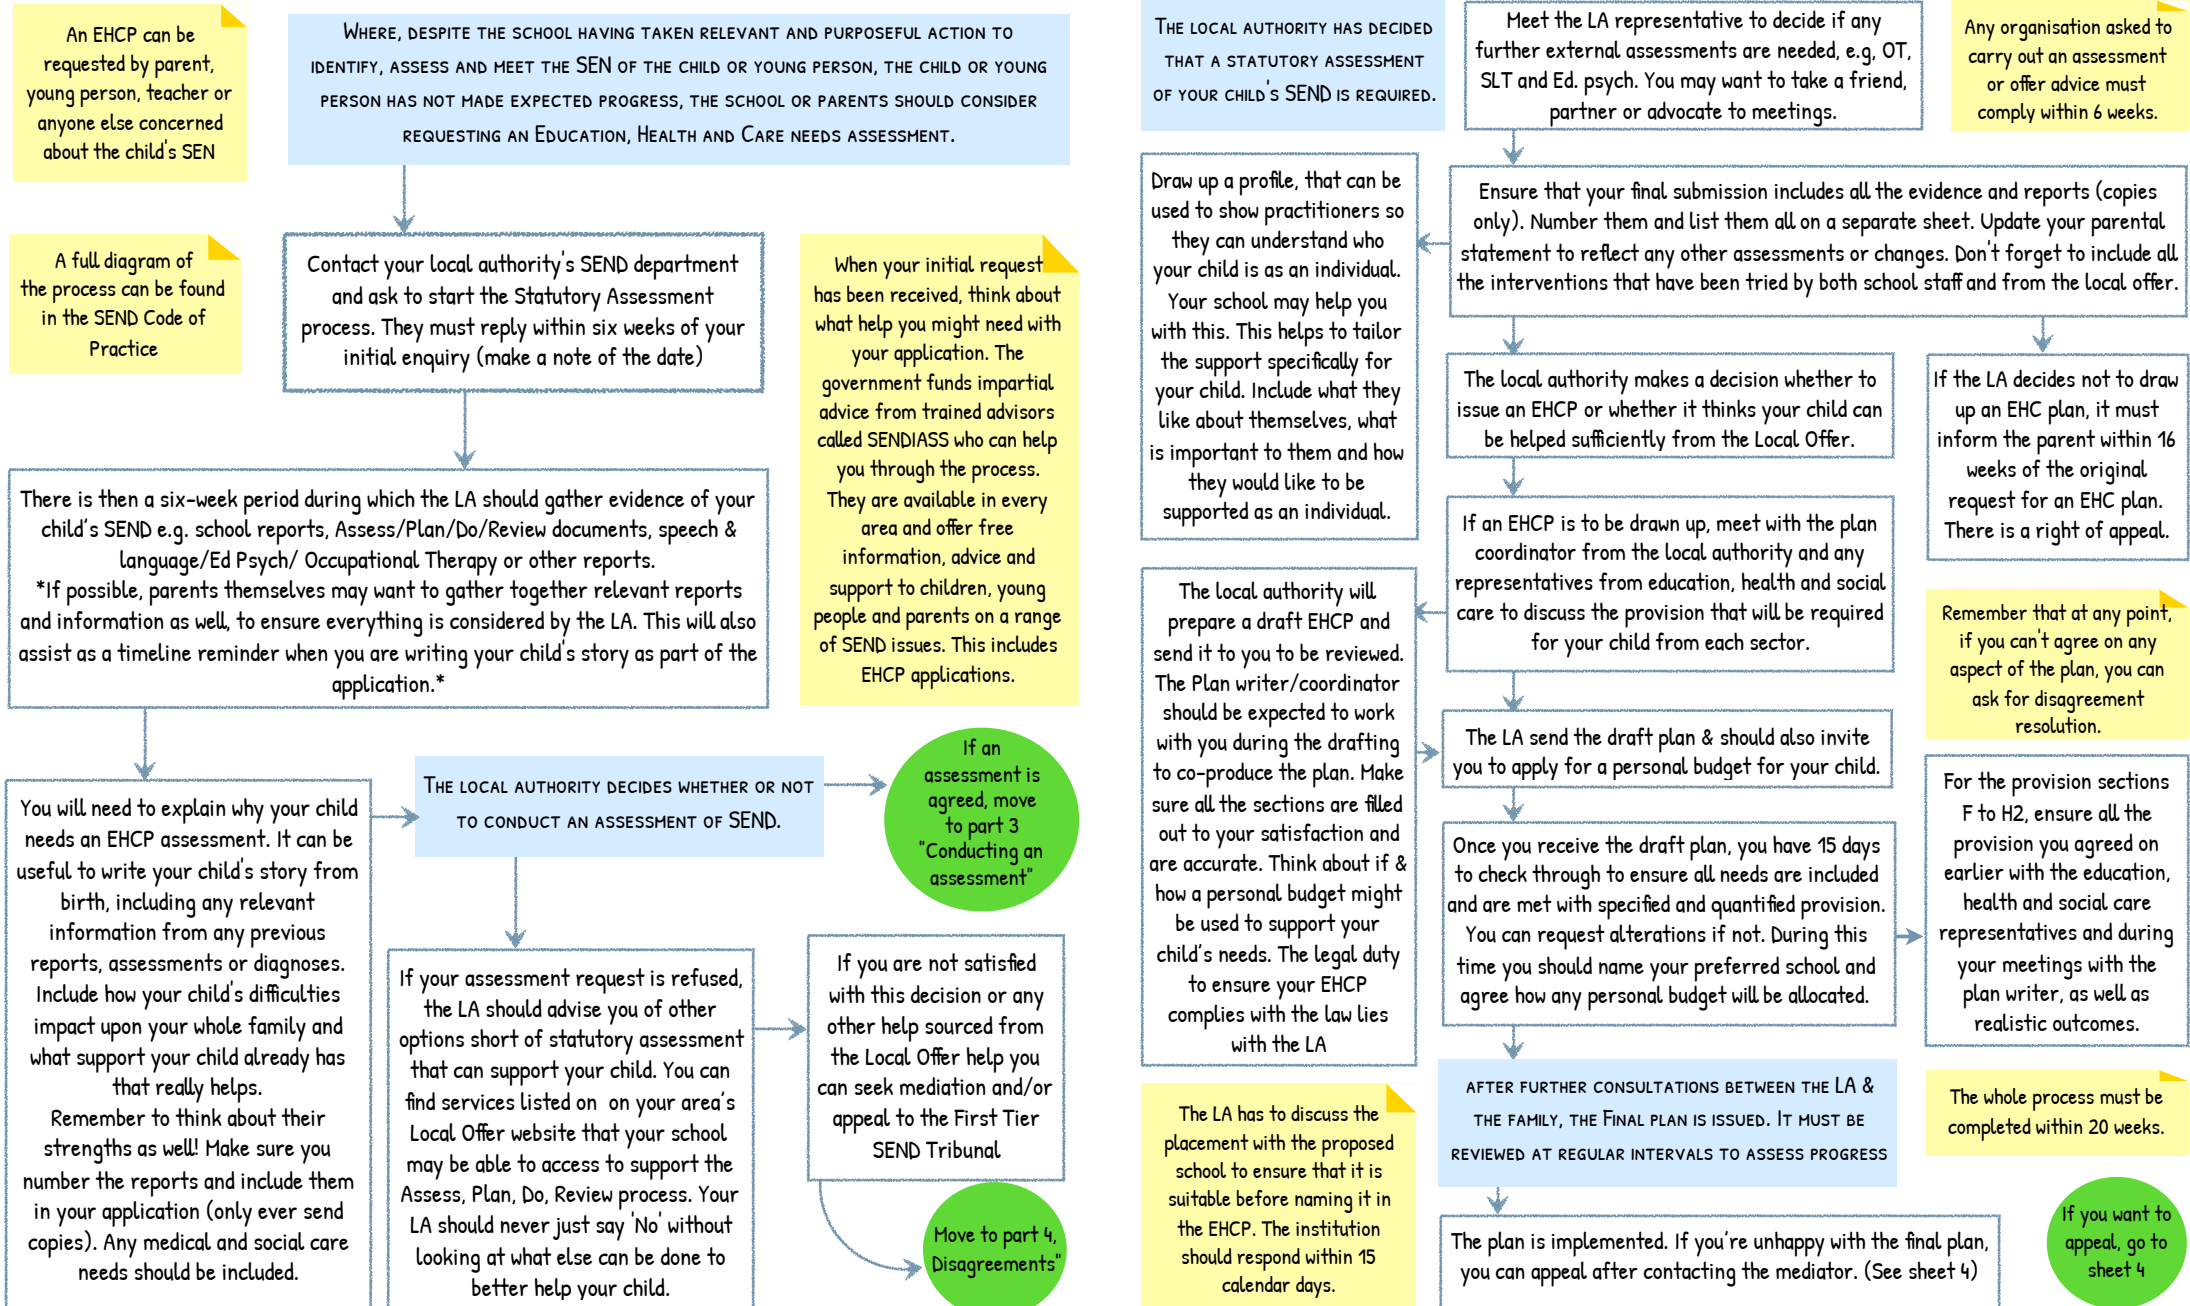 An EHCP can be
requested by parent,
young person, teacher or
anyone else concerned
about the child's SEN
Where, despite the school having taken relevant and purposeful action to
identify, assess and meet the SEN of the child or young person, the child or young
person has not made expected progress, the school or parents should consider
requesting an Education, Health and Care needs assessment.
A full diagram of
the process can be found
in the SEND Code of
Practice
Contact your local authority's SEND department
and ask to start the Statutory Assessment
process. They must reply within six weeks of your
initial enquiry (make a note of the date)
When your initial request
has been received, think about
what help you might need with
your application. The
government funds impartial
advice from trained advisors
called SENDIASS who can help
you through the process.
They are available in every
area and offer free
information, advice and
support to children, young
people and parents on a range
of SEND issues. This includes
EHCP applications.
There is then a six-week period during which the LA should gather evidence of your
child's SEND e.g. school reports, Assess/Plan/Do/Review documents, speech &
language/Ed Psych/ Occupational Therapy or other reports.
*If possible, parents themselves may want to gather together relevant reports
and information as well, to ensure everything is considered by the LA. This will also
assist as a timeline reminder when you are writing your child's story as part of the
application.*
You will need to explain why your child
needs an EHCP assessment. It can be
useful to write your child's story from
birth, including any relevant
information from any previous
reports, assessments or diagnoses.
Include how your child's difficulties
impact upon your whole family and
what support your child already has
that really helps.
Remember to think about their
strengths as well! Make sure you
number the reports and include them
in your application (only ever send
copies). Any medical and social care
needs should be included.
The local authority decides whether or not
to conduct an assessment of SEND.
If an
assessment is
agreed, move
to part 3
"Conducting an
assessment"
If your assessment request is refused,
the LA should advise you of other
options short of statutory assessment
that can support your child. You can
find services listed on on your area's
Local Offer website that your school
may be able to access to support the
Assess, Plan, Do, Review process. Your
LA should never just say 'No' without
looking at what else can be done to
better help your child.
If you are not satisfied
with this decision or any
other help sourced from
the Local Offer help you
can seek mediation and/or
appeal to the First Tier
SEND Tribunal
Move to part 4,
Disagreements"
The local authority has decided
that a statutory assessment
of your child's SEND is required.
Meet the LA representative to decide if any
further external assessments are needed, e.g, OT,
SLT and Ed. psych. You may want to take a friend,
partner or advocate to meetings.
Any organisation asked to
carry out an assessment
or offer advice must
comply within 6 weeks.
Draw up a profile, that can be
used to show practitioners so
they can understand who
your child is as an individual.
Your school may help you
with this. This helps to tailor
the support specifically for
your child. Include what they
like about themselves, what
is important to them and how
they would like to be
supported as an individual.
Ensure that your final submission includes all the evidence and reports (copies
only). Number them and list them all on a separate sheet. Update your parental
statement to reflect any other assessments or changes. Don't forget to include all
the interventions that have been tried by both school staff and from the local offer.
The local authority makes a decision whether to
issue an EHCP or whether it thinks your child can
be helped sufficiently from the Local Offer.
If the LA decides not to draw
up an EHC plan, it must
inform the parent within 16
weeks of the original
request for an EHC plan.
There is a right of appeal.
If an EHCP is to be drawn up, meet with the plan
coordinator from the local authority and any
representatives from education, health and social
care to discuss the provision that will be required
for your child from each sector.
The local authority will
prepare a draft EHCP and
send it to you to be reviewed.
The Plan writer/coordinator
should be expected to work
with you during the drafting
to co-produce the plan. Make
sure all the sections are filled
out to your satisfaction and
are accurate. Think about if &
how a personal budget might
be used to support your
child's needs. The legal duty
to ensure your EHCP
complies with the law lies
with the LA
Remember that at any point,
if you can't agree on any
aspect of the plan, you can
ask for disagreement
resolution.
The LA send the draft plan & should also invite
you to apply for a personal budget for your child.
Once you receive the draft plan, you have 15 days
to check through to ensure all needs are included
and are met with specified and quantified provision.
You can request alterations if not. During this
time you should name your preferred school and
agree how any personal budget will be allocated.
For the provision sections
F to H2, ensure all the
provision you agreed on
earlier with the education,
health and social care
representatives and during
your meetings with the
plan writer, as well as
realistic outcomes.
The LA has to discuss the
placement with the proposed
school to ensure that it is
suitable before naming it in
the EHCP. The institution
should respond within 15
calendar days.
after further consultations between the LA &
the family, the Final plan is issued. It must be
reviewed at regular intervals to assess progress
The whole process must be
completed within 20 weeks.
The plan is implemented. If you're unhappy with the final plan,
you can appeal after contacting the mediator. (See sheet 4)
If you want to
appeal, go to
sheet 4